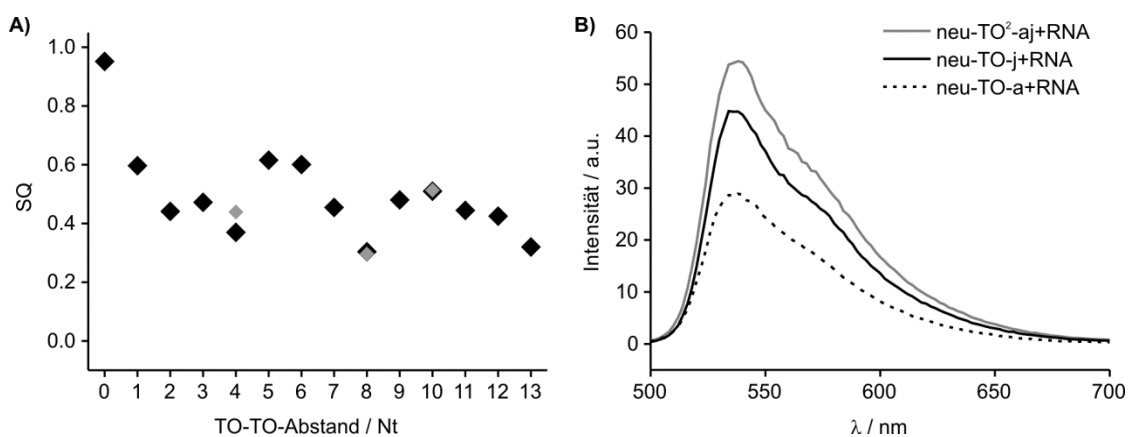 A)
1.0
0.8
0.6
0.4
0.2
0.0
SQ
0 1 2 3 4 5 6 7 8 9 10 11 12 13
TO-TO-Abstand / Nt
B)
60
50
40
30
20
10
0
Intensität / a.u.
neu-TO²-aj+RNA
neu-TO-j+RNA
neu-TO-a+RNA
500 550 600 650 700
λ / nm